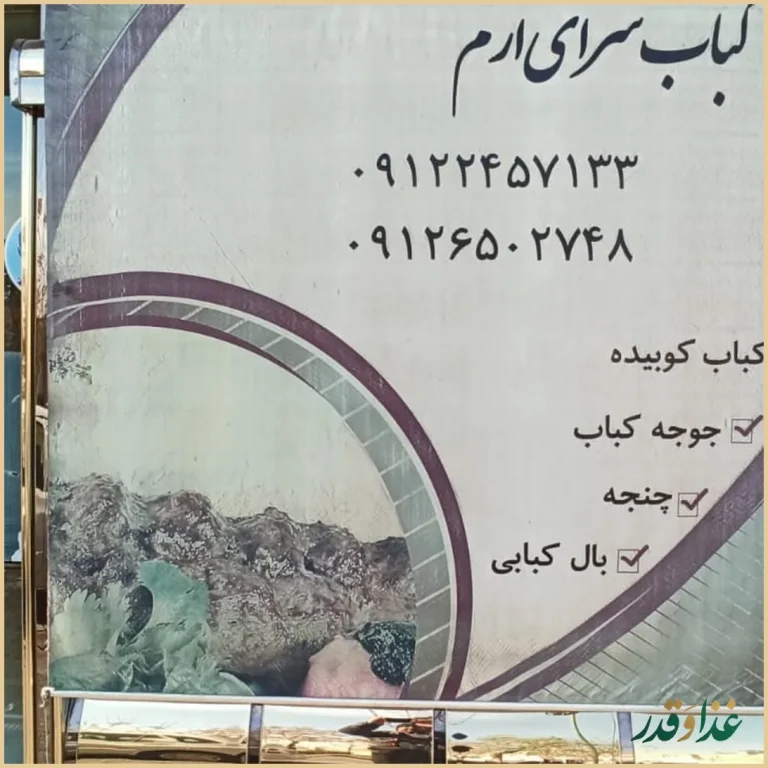 کباب سرای ارم
۰۹۱۲۲۴۵۷۱۳۳
۰۹۱۲۶۵۰۲۷۴۸
کباب کوبیده
جوجه کباب
چنجه
بال کبابی
غذا و قدر